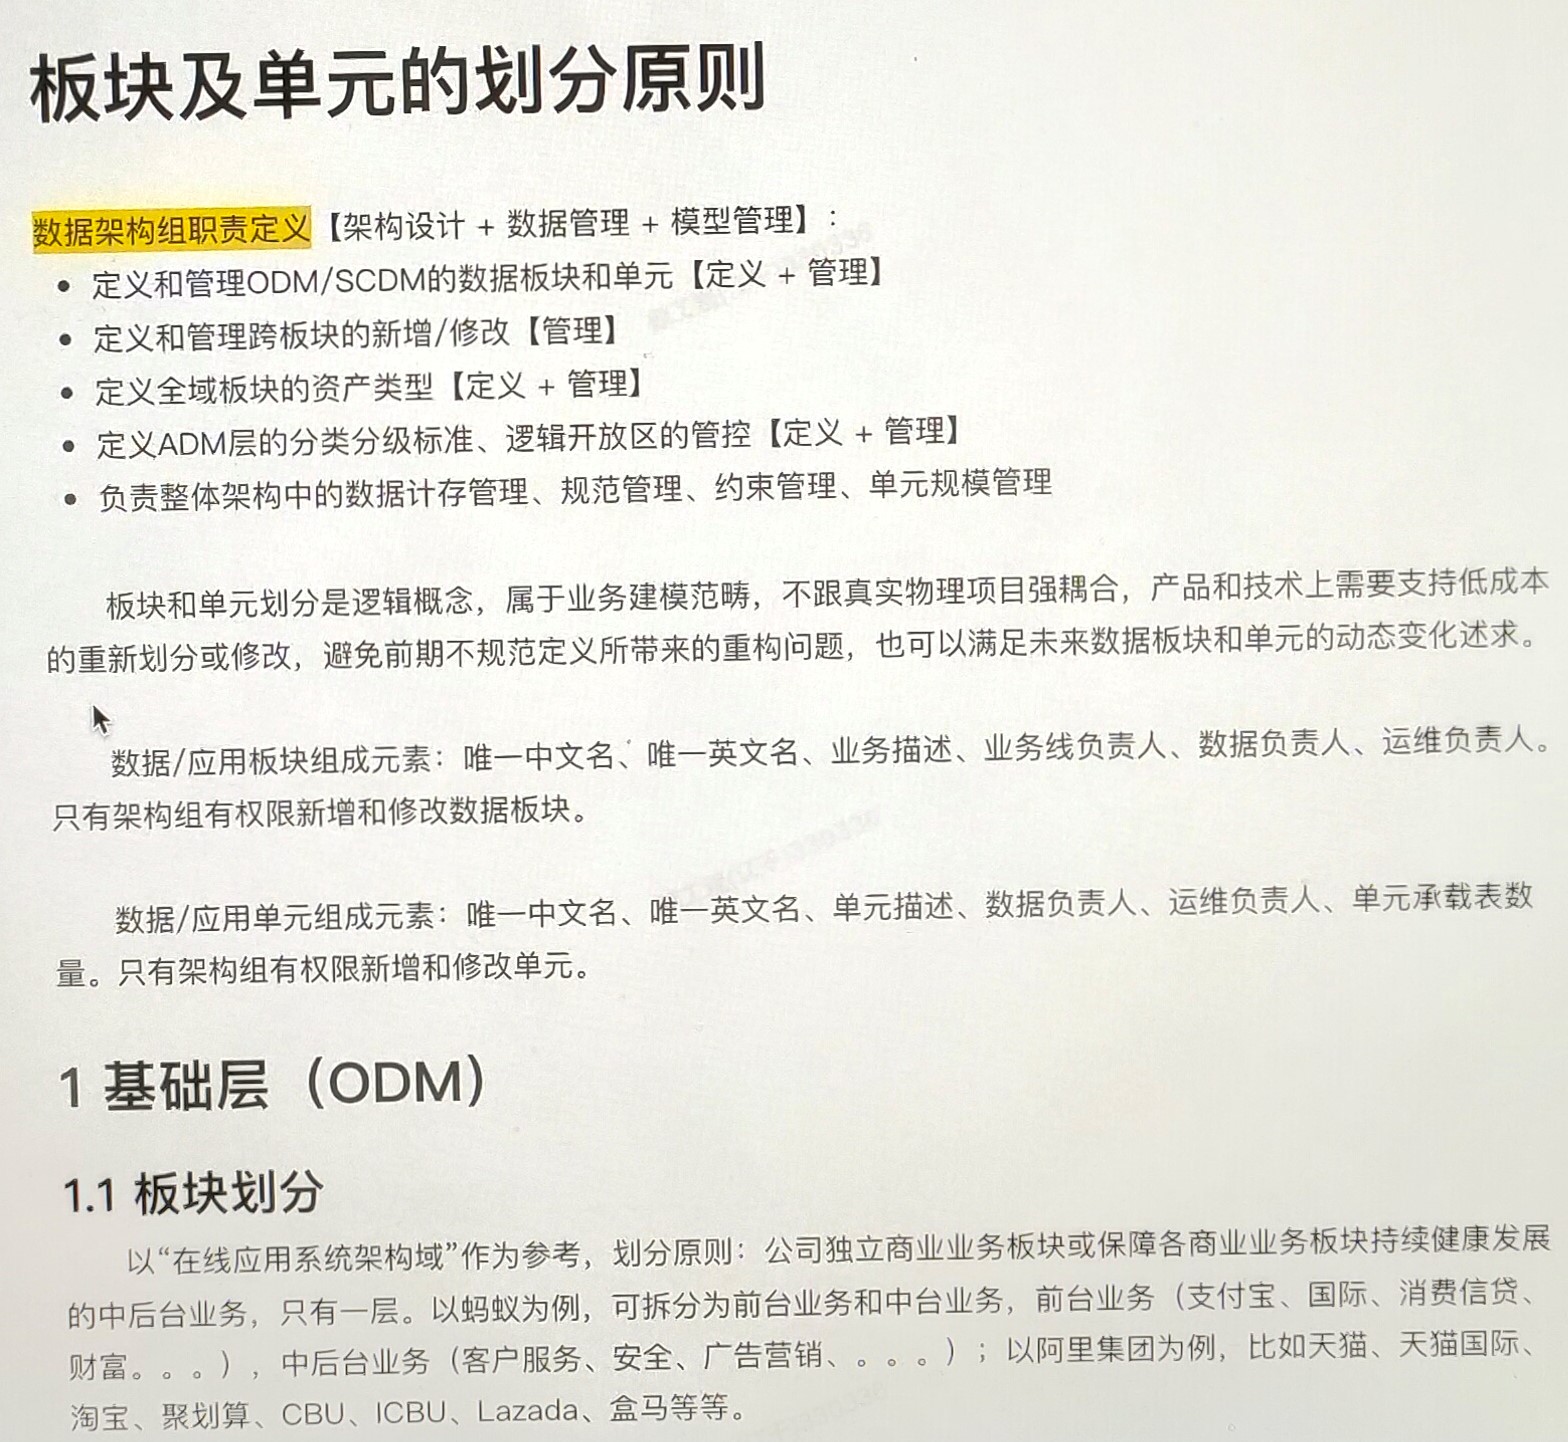 板块及单元的划分原则
数据架构组职责定义【架构设计 + 数据管理 + 模型管理】：
• 定义和管理ODM/SCDM的数据板块和单元【定义 + 管理】
• 定义和管理跨板块的新增/修改【管理】
• 定义全域板块的资产类型【定义 + 管理】
• 定义ADM层的分类分级标准、逻辑开放区的管控【定义 + 管理】
• 负责整体架构中的数据计存管理、规范管理、约束管理、单元规模管理
板块和单元划分是逻辑概念，属于业务建模范畴，不跟真实物理项目强耦合，产品和技术上需要支持低成本
的重新划分或修改，避免前期不规范定义所带来的重构问题，也可以满足未来数据板块和单元的动态变化述求。
数据/应用板块组成元素：唯一中文名、唯一英文名、业务描述、业务线负责人、数据负责人、运维负责人。
只有架构组有权限新增和修改数据板块。
数据/应用单元组成元素：唯一中文名、唯一英文名、单元描述、数据负责人、运维负责人、单元承载表数
量。只有架构组有权限新增和修改单元。
1 基础层（ODM）
1.1 板块划分
以“在线应用系统架构域”作为参考，划分原则：公司独立商业业务板块或保障各商业业务板块持续健康发展
的中后台业务，只有一层。以蚂蚁为例，可拆分为前台业务和中台业务，前台业务（支付宝、国际、消费信贷、
财富。。。），中后台业务（客户服务、安全、广告营销、。。。）；以阿里集团为例，比如天猫、天猫国际、
淘宝、聚划算、CBU、ICBU、Lazada、盒马等等。